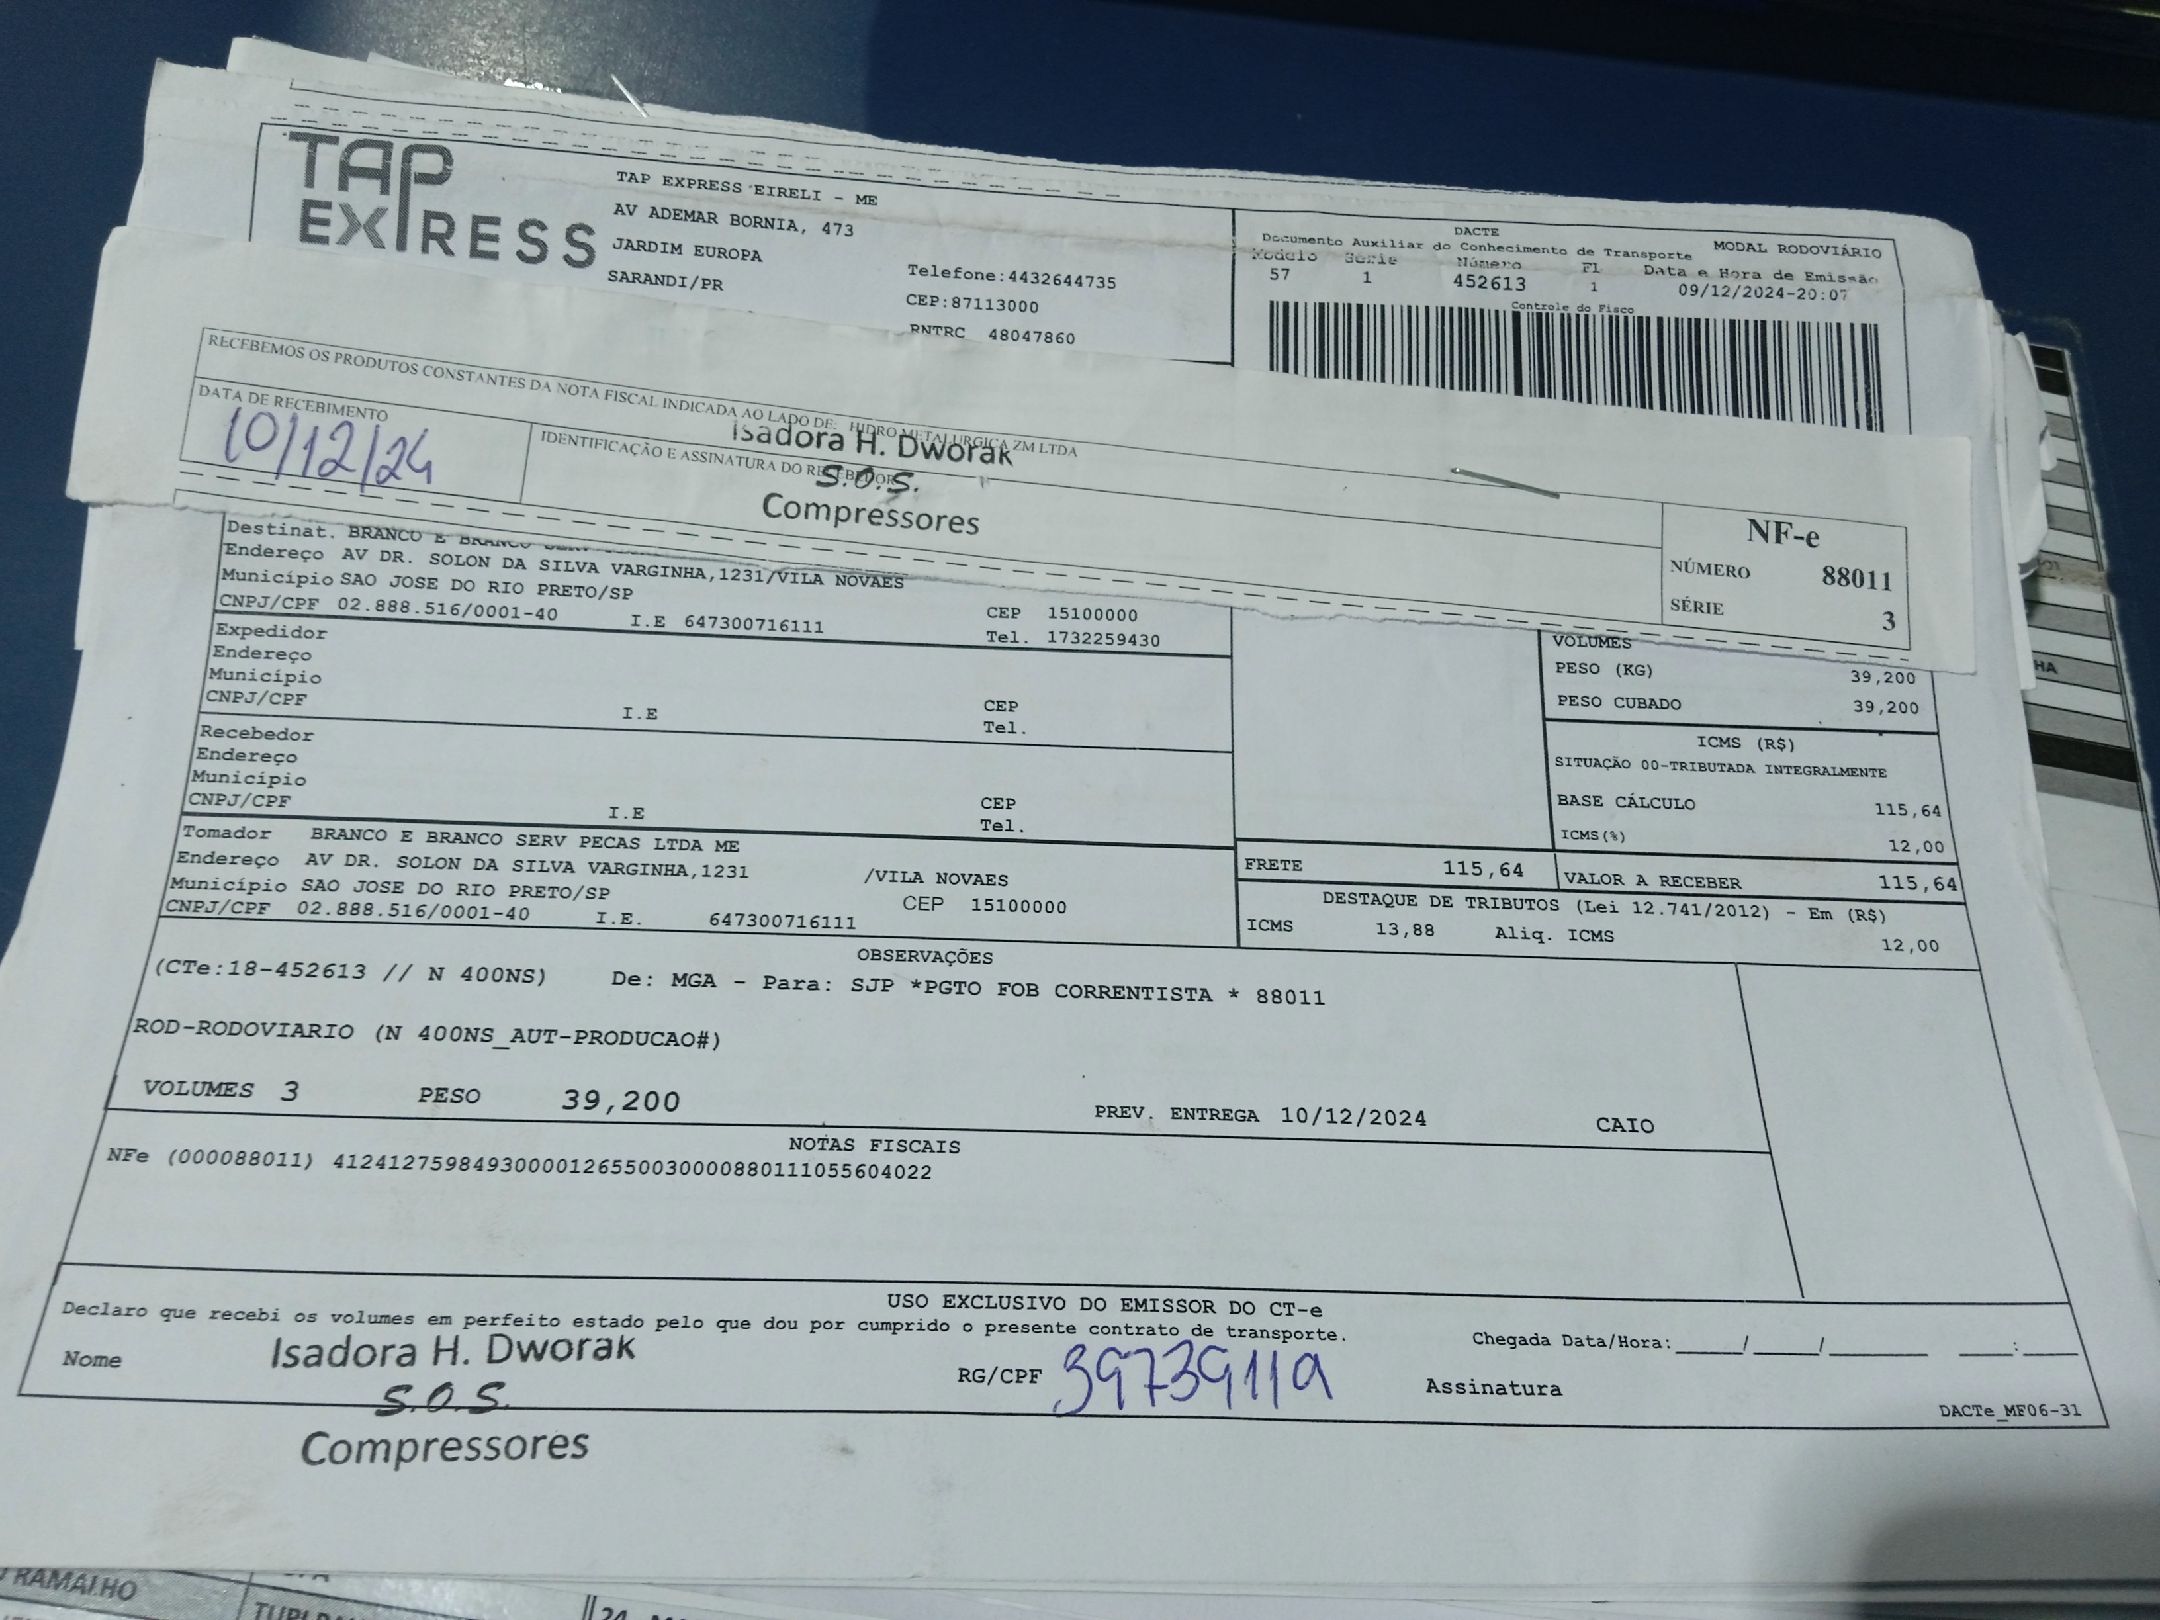 TAP
EXPRESS
TAP EXPRESS EIRELI - ME
AV ADEMAR BORNIA, 473
JARDIM EUROPA
SARANDI/PR
Telefone:4432644735
CEP:87113000
RNTRC 48047860
DACTE
Documento Auxiliar do Conhecimento de Transporte
MODAL RODOVIÁRIO
Modelo Série Número Fl Data e Hora de Emissão
57 1 452613 1 09/12/2024-20:07
Controle do Fisco
RECEBEMOS OS PRODUTOS CONSTANTES DA NOTA FISCAL INDICADA AO LADO DE: HIDRO METALURGICA ZM LTDA
DATA DE RECEBIMENTO
10/12/24
IDENTIFICAÇÃO E ASSINATURA DO RECEBEDOR
Isadora H. Dworak
S.O.S.
Compressores
NF-e
NÚMERO 88011
SÉRIE 3
Destinat. BRANCO E BRANCO
Endereço AV DR. SOLON DA SILVA VARGINHA,1231/VILA NOVAES
Município SAO JOSE DO RIO PRETO/SP
CEP 15100000
CNPJ/CPF 02.888.516/0001-40 I.E 647300716111 Tel. 1732259430
Expedidor
Endereço
Município
CEP
CNPJ/CPF I.E Tel.
Recebedor
Endereço
Município
CEP
CNPJ/CPF I.E Tel.
Tomador BRANCO E BRANCO SERV PECAS LTDA ME
Endereço AV DR. SOLON DA SILVA VARGINHA,1231 /VILA NOVAES
Município SAO JOSE DO RIO PRETO/SP CEP 15100000
CNPJ/CPF 02.888.516/0001-40 I.E. 647300716111
VOLUMES
PESO (KG) 39,200
PESO CUBADO 39,200
ICMS (R$)
SITUAÇÃO 00-TRIBUTADA INTEGRALMENTE
BASE CÁLCULO 115,64
ICMS(%) 12,00
FRETE 115,64 VALOR A RECEBER 115,64
DESTAQUE DE TRIBUTOS (Lei 12.741/2012) - Em (R$)
ICMS 13,88 Aliq. ICMS 12,00
OBSERVAÇÕES
(CTe:18-452613 // N 400NS) De: MGA - Para: SJP *PGTO FOB CORRENTISTA * 88011
ROD-RODOVIARIO (N 400NS_AUT-PRODUCAO#)
VOLUMES 3 PESO 39,200 PREV. ENTREGA 10/12/2024 CAIO
NOTAS FISCAIS
NFe (000088011) 41241275984930000126550030000880111055604022
USO EXCLUSIVO DO EMISSOR DO CT-e
Declaro que recebi os volumes em perfeito estado pelo que dou por cumprido o presente contrato de transporte.
Chegada Data/Hora:_____/_____/________ ____:____
Nome Isadora H. Dworak
S.O.S.
Compressores
RG/CPF 39739119
Assinatura
DACTe_MF06-31
RAMALHO